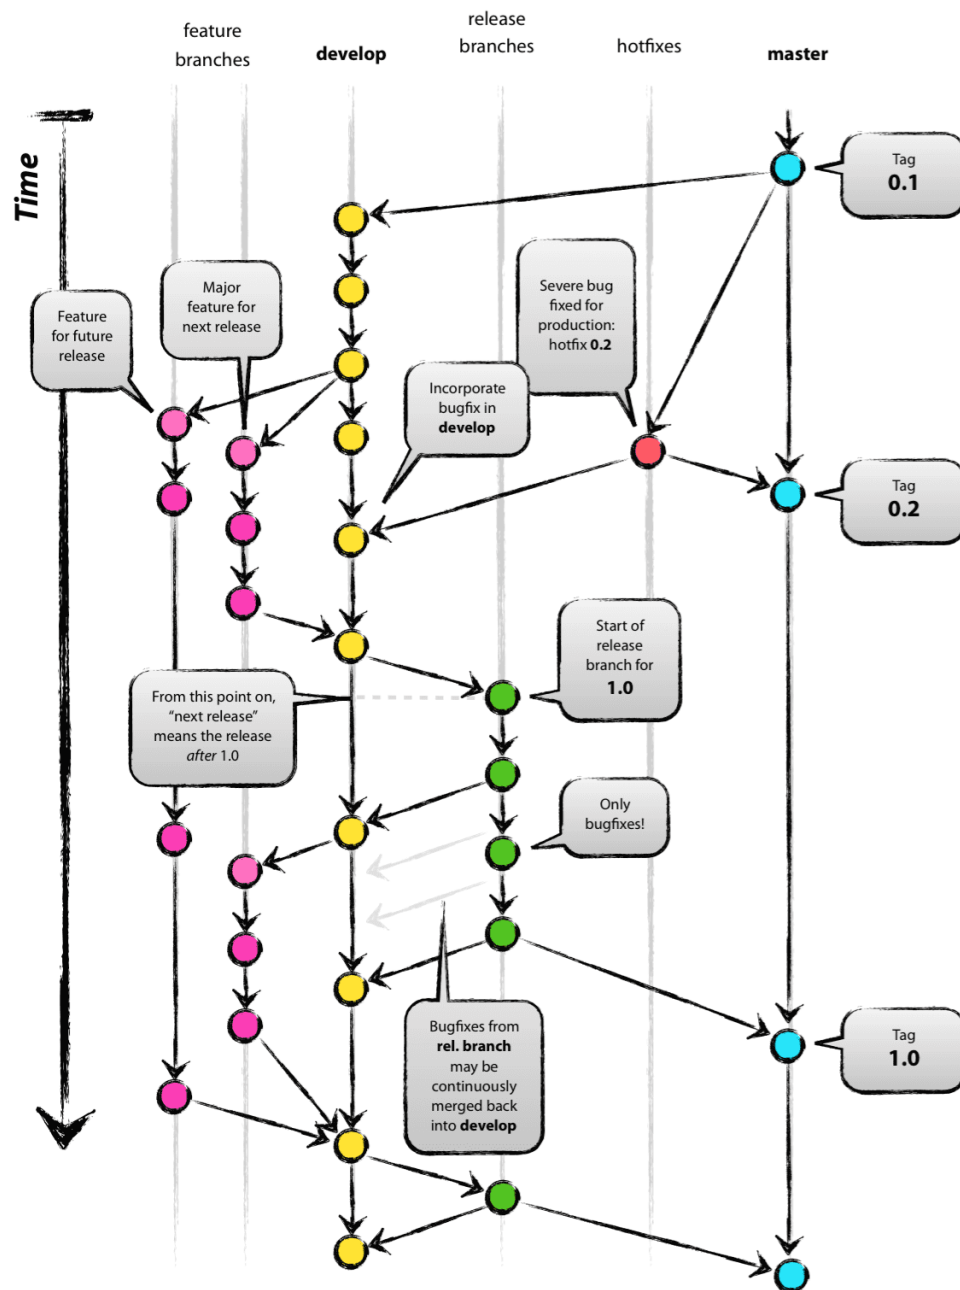 feature
branches
develop
release
branches
hotfixes
master
Time
Tag
0.1
Major
feature for
next release
Severe bug
fixed for
production:
hotfix 0.2
Feature
for future
release
Incorporate
bugfix in
develop
Tag
0.2
Start of
release
branch for
1.0
From this point on,
“next release”
means the release
after 1.0
Only
bugfixes!
Bugfixes from
rel. branch
may be
continuously
merged back
into develop
Tag
1.0